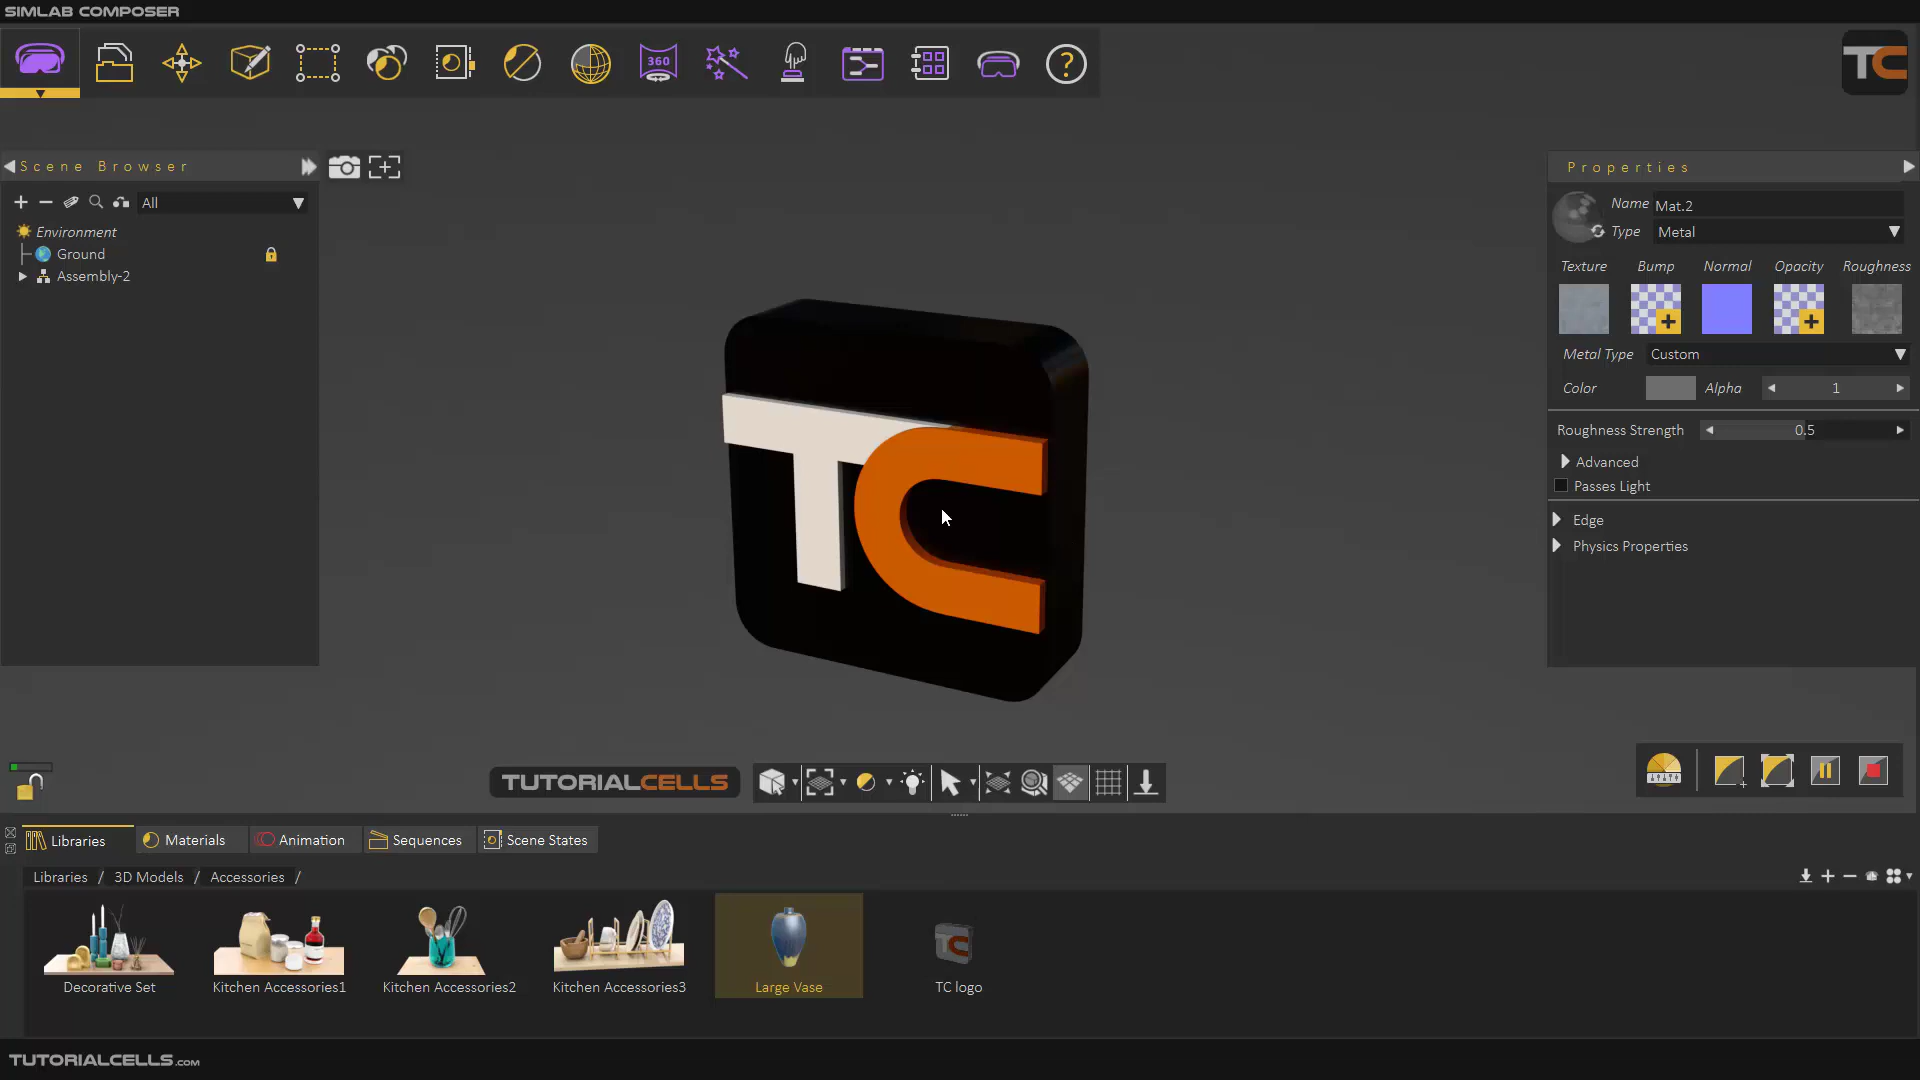 SIMLAB COMPOSER
360
?
TC
Scene Browser
All
Environment
Ground
Assembly-2
TC
Properties
Name Mat.2
Type Metal
Texture Bump Normal Opacity Roughness
Metal Type Custom
Color Alpha 1
Roughness Strength 0.5
Advanced
Passes Light
Edge
Physics Properties
TUTORIALCELLS
Libraries Materials Animation Sequences Scene States
Libraries / 3D Models / Accessories /
TC
Decorative Set Kitchen Accessories1 Kitchen Accessories2 Kitchen Accessories3 Large Vase TC logo
TUTORIALCELLS.com